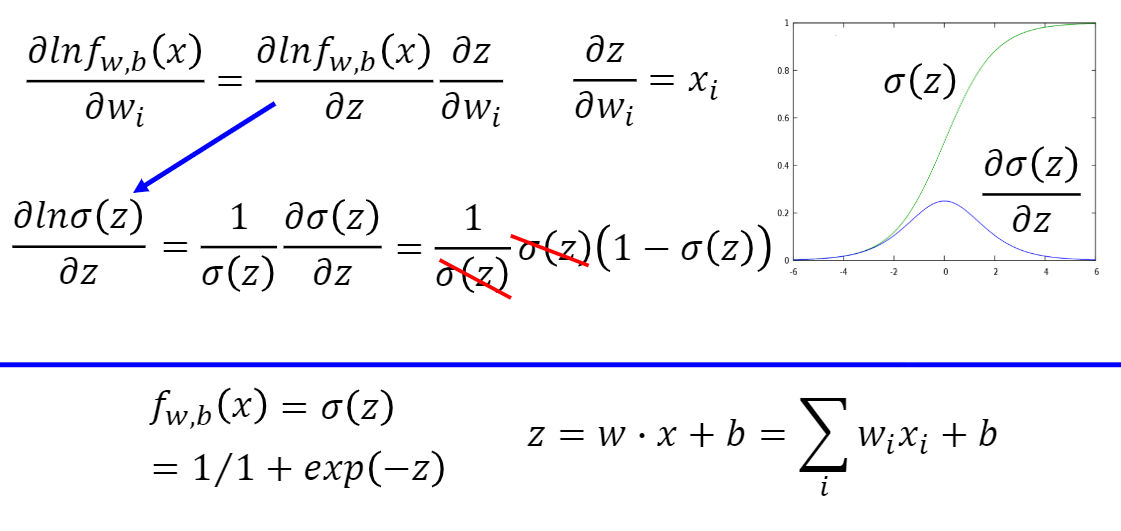 ∂lnf_{w,b}(x)/∂w_i = ∂lnf_{w,b}(x)/∂z ∂z/∂w_i
∂z/∂w_i = x_i
∂lnσ(z)/∂z = 1/σ(z) ∂σ(z)/∂z = 1/σ(z) σ(z)(1 − σ(z))
1
0.8
0.6
0.4
0.2
0
-6 -4 -2 0 2 4 6
σ(z)
∂σ(z)/∂z
f_{w,b}(x) = σ(z)
= 1/1 + exp(−z)
z = w · x + b = ∑_i w_i x_i + b